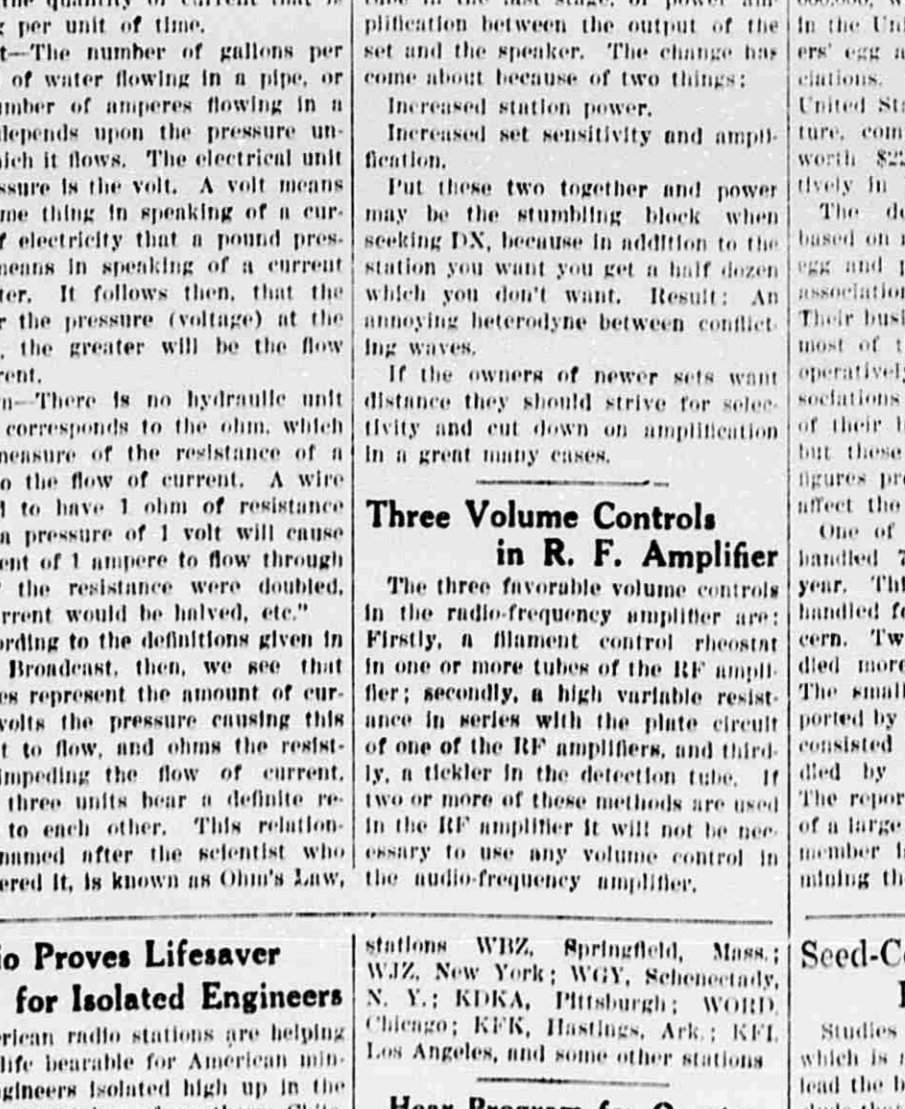 per unit of time.
t—The number of gallons per
of water flowing in a pipe, or
umber of amperes flowing in a
depends upon the pressure un-
hich it flows. The electrical unit
ssure is the volt. A volt means
me thing in speaking of a cur-
f electricity that a pound pres-
means in speaking of a current
ter. It follows then, that the
r the pressure (voltage) at the
, the greater will be the flow
rent.
n—There is no hydraulic unit
corresponds to the ohm, which
measure of the resistance of a
o the flow of current. A wire
d to have 1 ohm of resistance
a pressure of 1 volt will cause
ent of 1 ampere to flow through
the resistance were doubled,
rrent would be halved, etc."
ording to the definitions given in
Broadcast, then, we see that
es represent the amount of cur-
volts the pressure causing this
t to flow, and ohms the resist-
impeding the flow of current.
three units bear a definite re-
to each other. This relation-
named after the scientist who
ered it, is known as Ohm's Law,
plification between the output of the
set and the speaker. The change has
come about because of two things:
Increased station power.
Increased set sensitivity and ampli-
fication.
Put these two together and power
may be the stumbling block when
seeking DX, because in addition to the
station you want you get a half dozen
which you don't want. Result: An
annoying heterodyne between conflict-
ing waves.
If the owners of newer sets want
distance they should strive for selec-
tivity and cut down on amplification
in a great many cases.
Three Volume Controls
in R. F. Amplifier
The three favorable volume controls
in the radio-frequency amplifier are:
Firstly, a filament control rheostat
in one or more tubes of the RF ampli-
fier; secondly, a high variable resist-
ance in series with the plate circuit
of one of the RF amplifiers, and third-
ly, a tickler in the detection tube. If
two or more of these methods are used
in the RF amplifier it will not be nec-
essary to use any volume control in
the audio-frequency amplifier.
in the Uni
ers' egg a
ciations.
United Sta
ture, com
worth $22
tively in
The de
based on r
egg and p
association
Their busi
most of t
operatively
sociations
of their b
but these
figures pre
affect the
One of
handled 7
year. Thi
handled fo
cern. Tw
died more
The small
ported by
consisted
died by
The repor
of a large
member i
mining th
io Proves Lifesaver
for Isolated Engineers
erican radio stations are helping
life bearable for American min-
ngineers isolated high up in the
stations WBZ, Springfield, Mass.;
WJZ, New York; WGY, Schenectady,
N. Y.; KDKA, Pittsburgh; WORD,
Chicago; KFK, Hastings, Ark.; KFI,
Los Angeles, and some other stations
Seed-Co
Studies
which is
lead the b